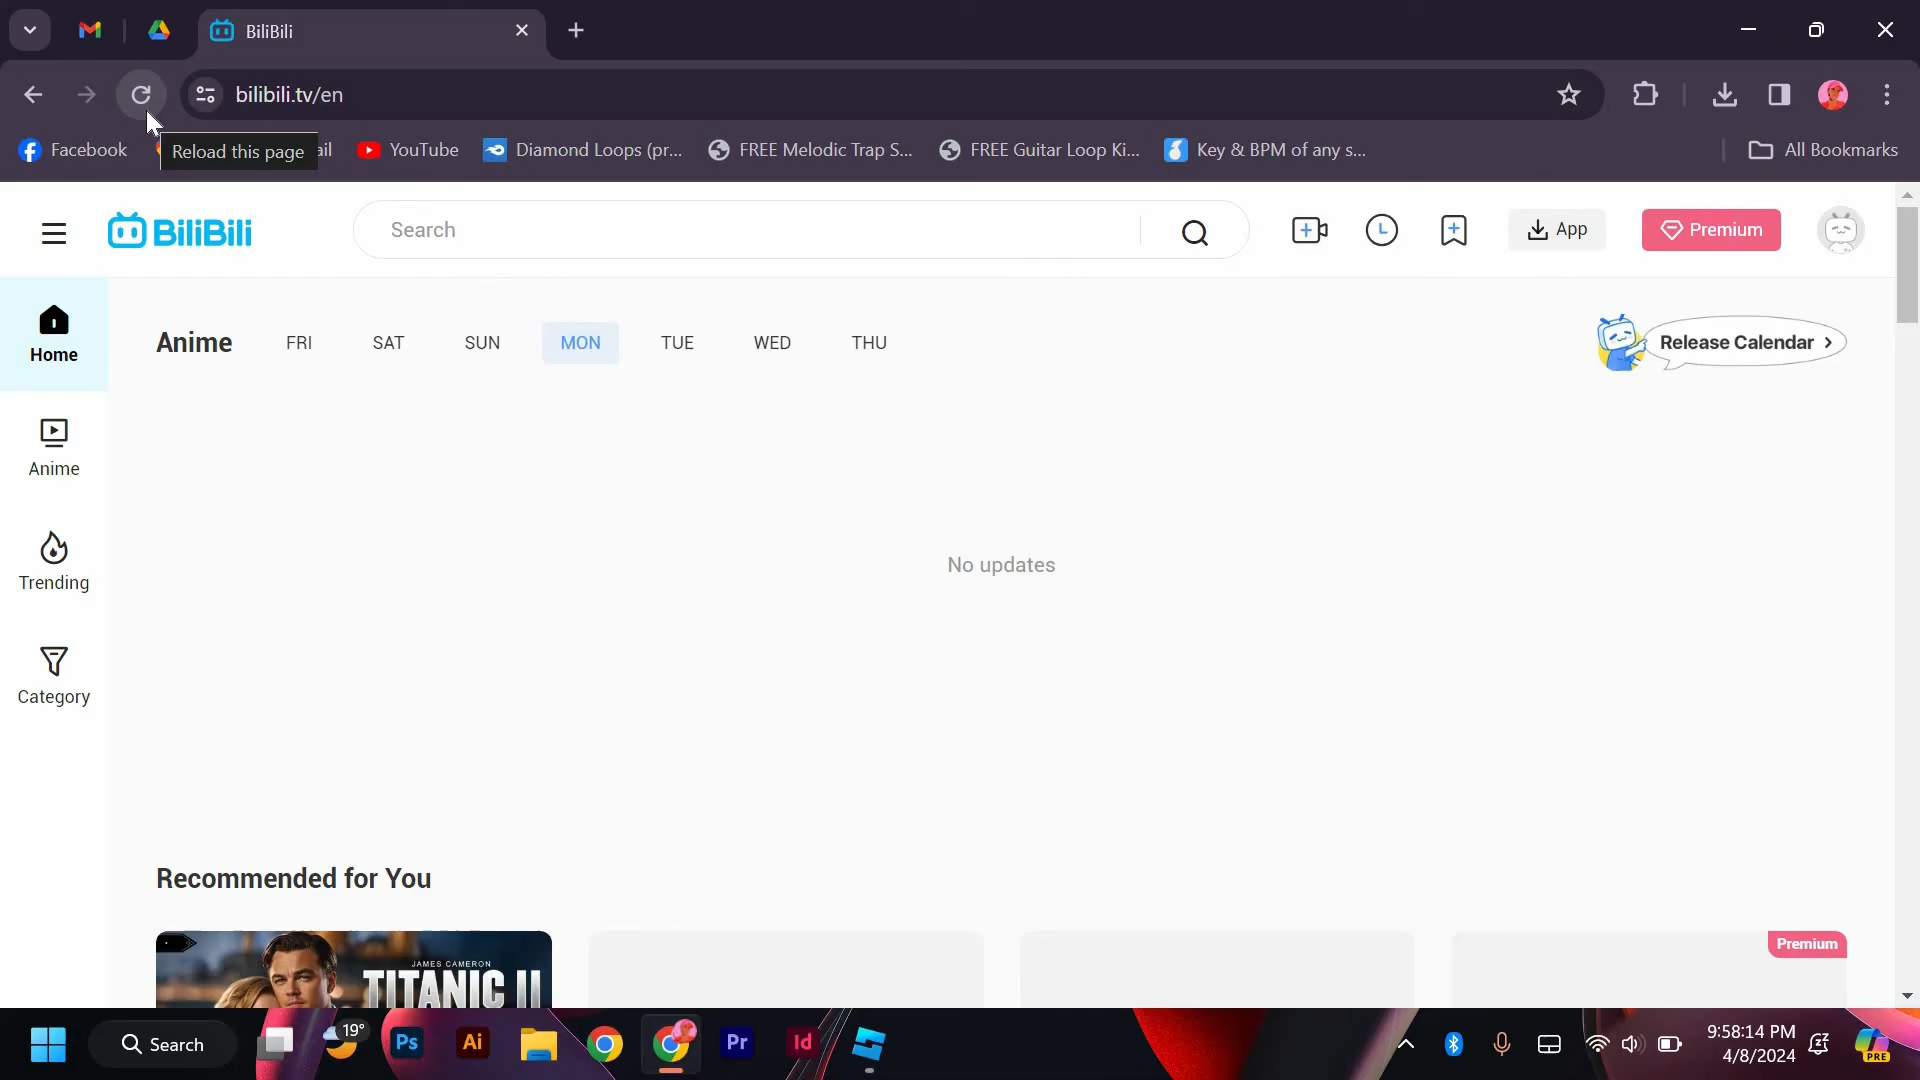 BiliBili
bilibili.tv/en
Facebook
Reload this page
ail
YouTube
Diamond Loops (pr...
FREE Melodic Trap S...
FREE Guitar Loop Ki...
Key & BPM of any s...
All Bookmarks
BiliBili
Search
App
Premium
Home
Anime
Trending
Category
Anime
FRI
SAT
SUN
MON
TUE
WED
THU
Release Calendar >
No updates
Recommended for You
JAMES CAMERON
TITANIC II
Premium
Search
19°
Ps
Ai
Pr
Id
9:58:14 PM
4/8/2024
PRE